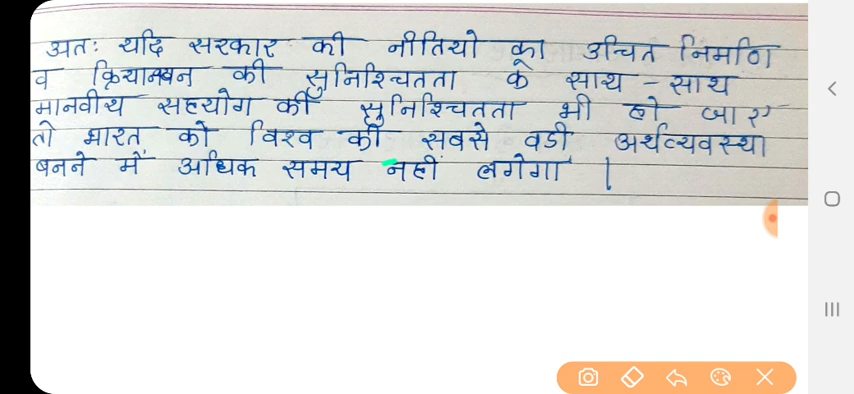 अतः यदि सरकार की नीतियो का उचित निर्माण
व क्रियान्वयन की सुनिश्चितता के साथ - साथ
मानवीय सहयोग की सुनिश्चितता भी हो जाए
तो भारत को विश्व की सबसे बडी अर्थव्यवस्था
बनने में अधिक समय नहीं लगेगा |